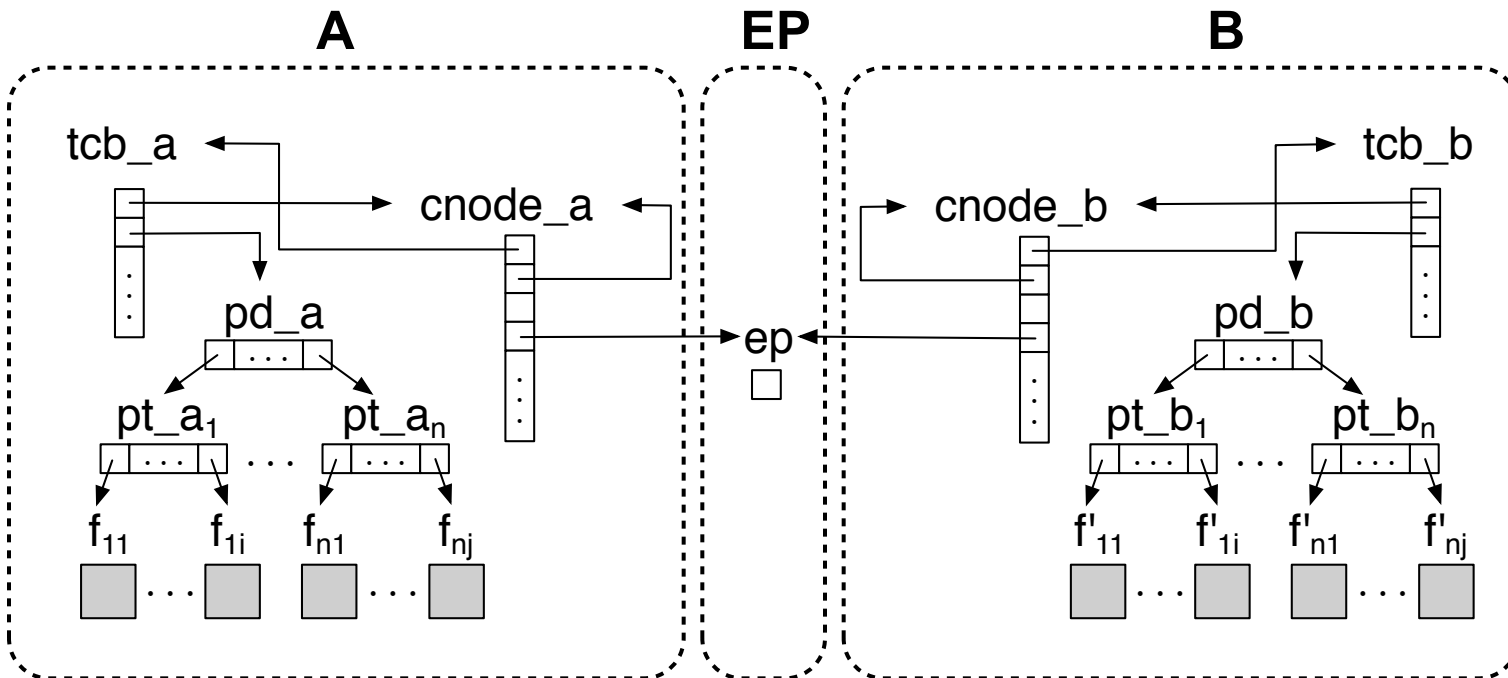 A EP B
tcb_a tcb_b
cnode_a cnode_b
pd_a ep pd_b
. . . . . .
pt_a₁ pt_aₙ pt_b₁ pt_bₙ
. . . . . . . . . . . . . . . . . .
f₁₁ f₁ᵢ fₙ₁ fₙⱼ f'₁₁ f'₁ᵢ f'ₙ₁ f'ₙⱼ
. . . . . . . . . . . .